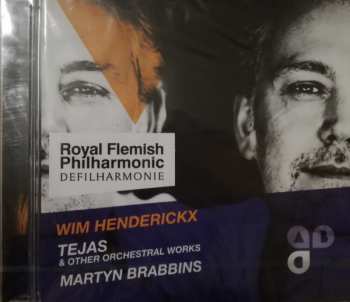 Royal Flemish
Philharmonic
DEFILHARMONIE
WIM HENDERICKX
TEJAS
& OTHER ORCHESTRAL WORKS
MARTYN BRABBINS